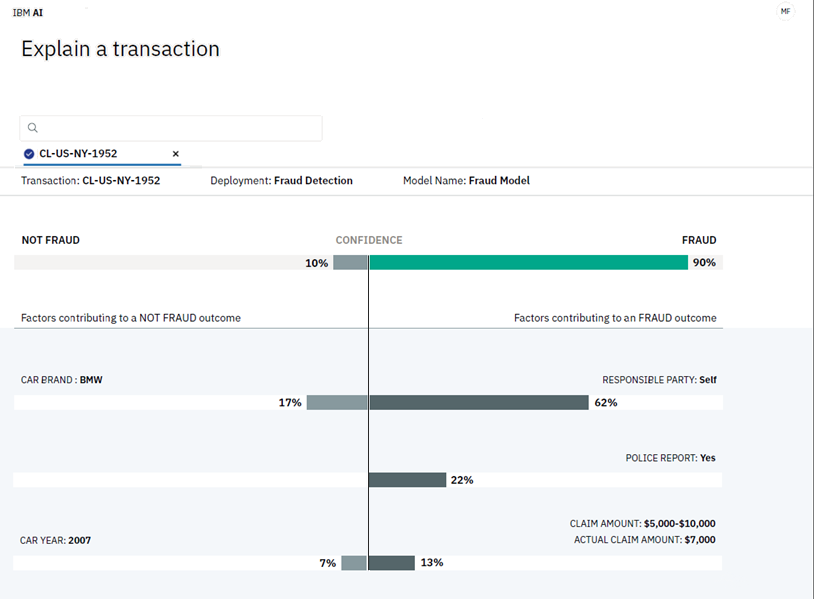 IBM AI
MF
Explain a transaction
CL-US-NY-1952 ×
Transaction: CL-US-NY-1952 Deployment: Fraud Detection Model Name: Fraud Model
NOT FRAUD CONFIDENCE FRAUD
10% 90%
Factors contributing to a NOT FRAUD outcome Factors contributing to an FRAUD outcome
CAR BRAND : BMW RESPONSIBLE PARTY: Self
17% 62%
POLICE REPORT: Yes
22%
CLAIM AMOUNT: $5,000-$10,000
CAR YEAR: 2007 ACTUAL CLAIM AMOUNT: $7,000
7% 13%